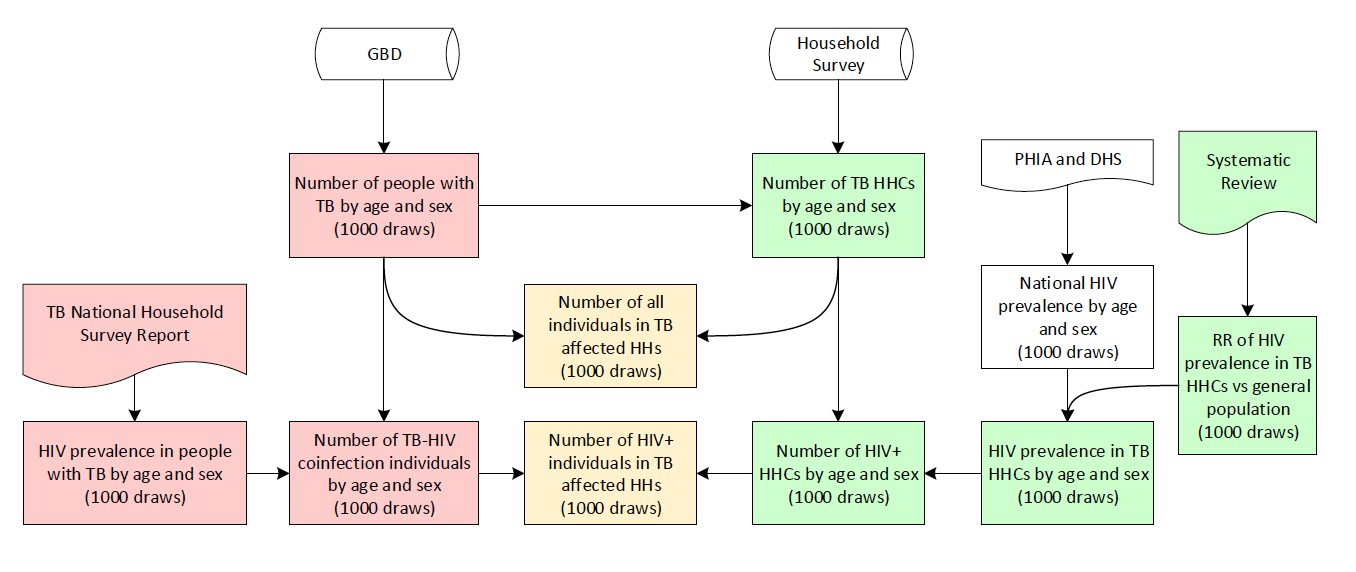 GBD
Household
Survey
PHIA and DHS
Systematic
Review
Number of people with
TB by age and sex
(1000 draws)
Number of TB HHCs
by age and sex
(1000 draws)
TB National Household
Survey Report
Number of all
individuals in TB
affected HHs
(1000 draws)
National HIV
prevalence by age
and sex
(1000 draws)
RR of HIV
prevalence in TB
HHCs vs general
population
(1000 draws)
HIV prevalence in people
with TB by age and sex
(1000 draws)
Number of TB-HIV
coinfection individuals
by age and sex
(1000 draws)
Number of HIV+
individuals in TB
affected HHs
(1000 draws)
Number of HIV+
HHCs by age and sex
(1000 draws)
HIV prevalence in TB
HHCs by age and sex
(1000 draws)